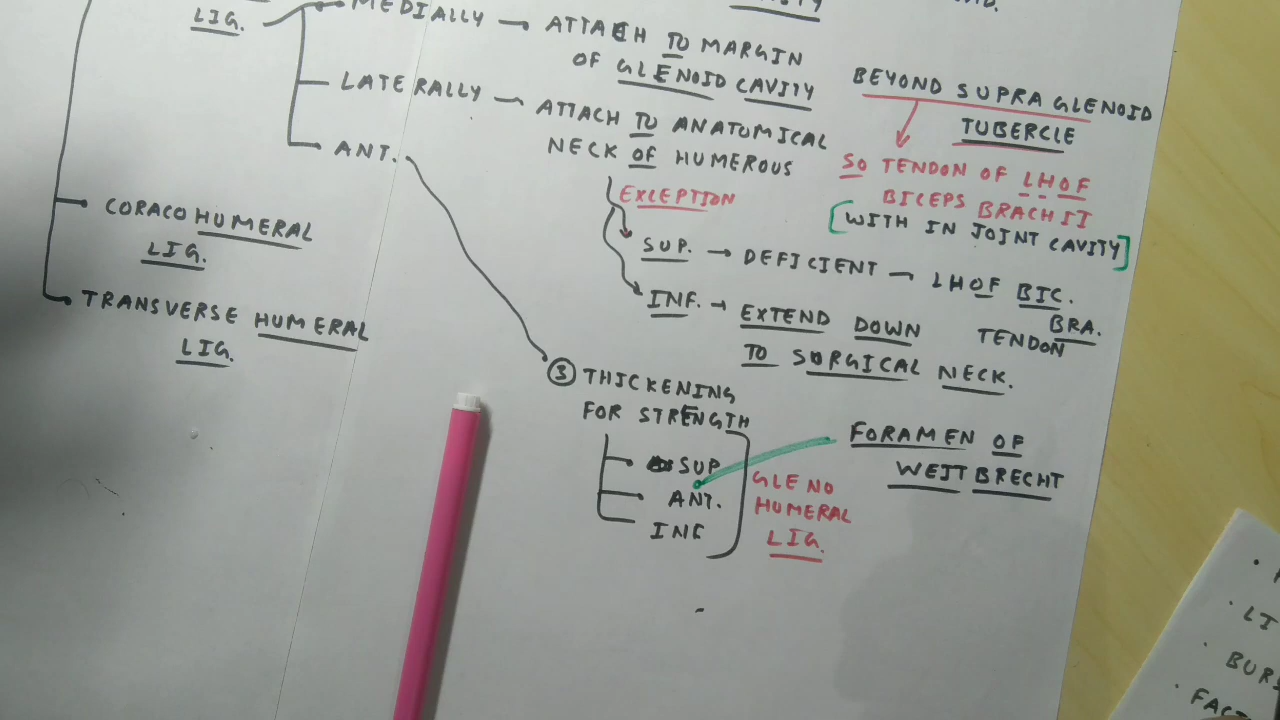 LIG.
MEDIALLY → ATTACH TO MARGIN
OF GLENOID CAVITY
LATERALLY → ATTACH TO ANATOMICAL
NECK OF HUMEROUS
ANT.
BEYOND SUPRA GLENOID
TUBERCLE
SO TENDON OF LHOF
BICEPS BRACHII
[WITH IN JOINT CAVITY]
EXCEPTION
SUP. → DEFICIENT → LHOF BIC.
BRA.
TENDON
INF. → EXTEND DOWN
TO SURGICAL NECK.
CORACO HUMERAL
LIG.
TRANSVERSE HUMERAL
LIG.
③ THICKENING
FOR STRENGTH
SUP
ANT.
INF
GLENO
HUMERAL
LIG.
FORAMEN OF
WEITBRECHT
• LI
• BUR